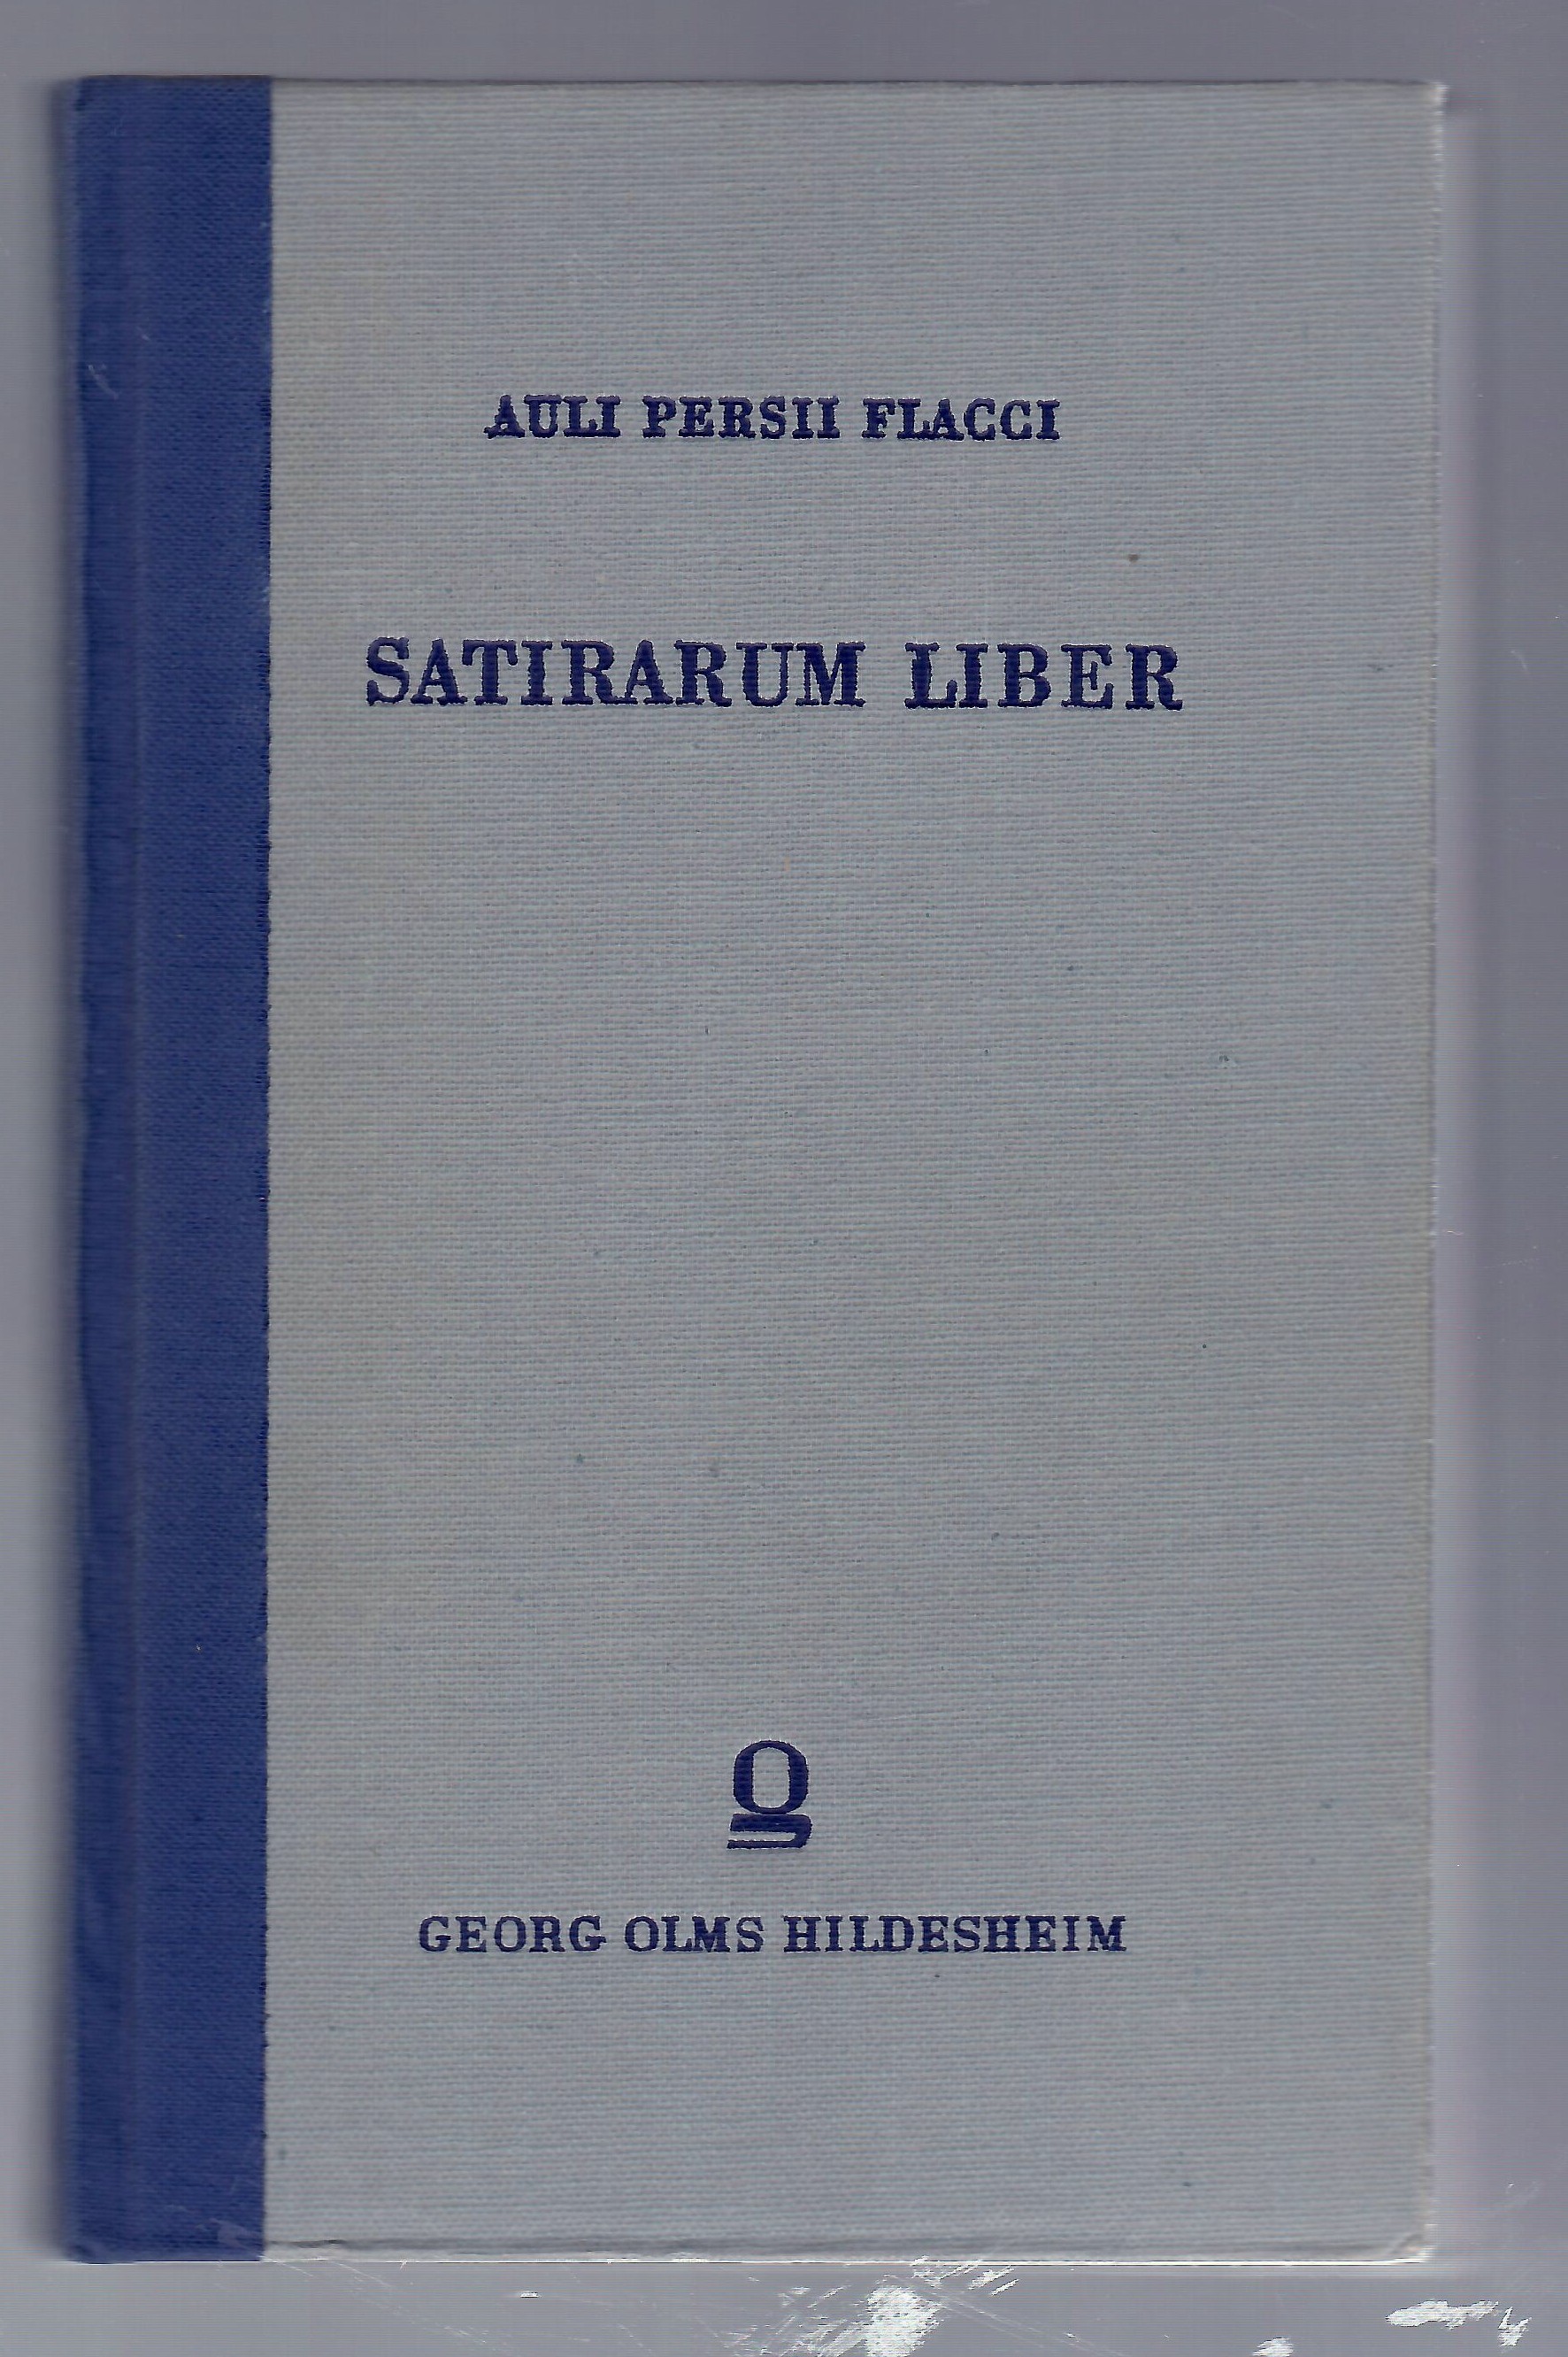 AULI PERSII FLACCI
SATIRARUM LIBER
GEORG OLMS HILDESHEIM